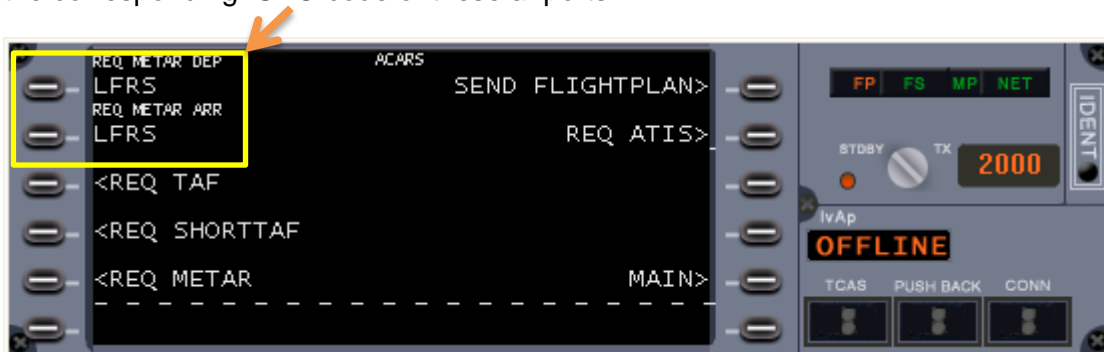 REQ METAR DEP
ACARS
LFRS
SEND FLIGHTPLAN>
REQ METAR ARR
LFRS
REQ ATIS>
<REQ TAF
<REQ SHORTTAF
<REQ METAR
MAIN>
FP FS MP NET
IDENT
STDBY
TX
2000
IvAp
OFFLINE
TCAS PUSH BACK CONN